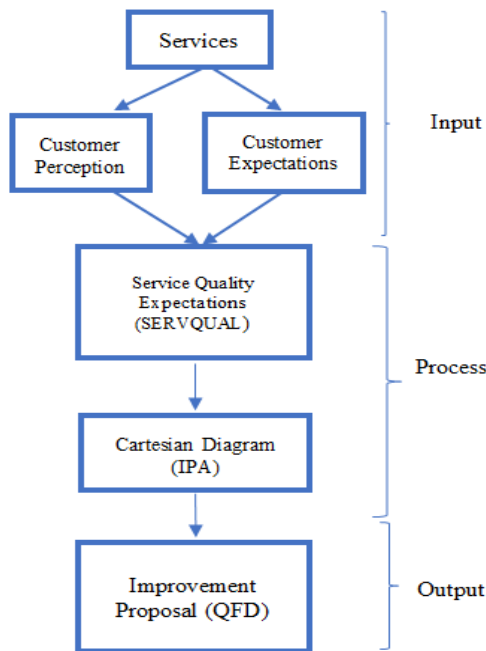 Services
Input
Customer
Perception
Customer
Expectations
Service Quality
Expectations
(SERVQUAL)
Process
Cartesian Diagram
(IPA)
Improvement
Proposal (QFD)
Output